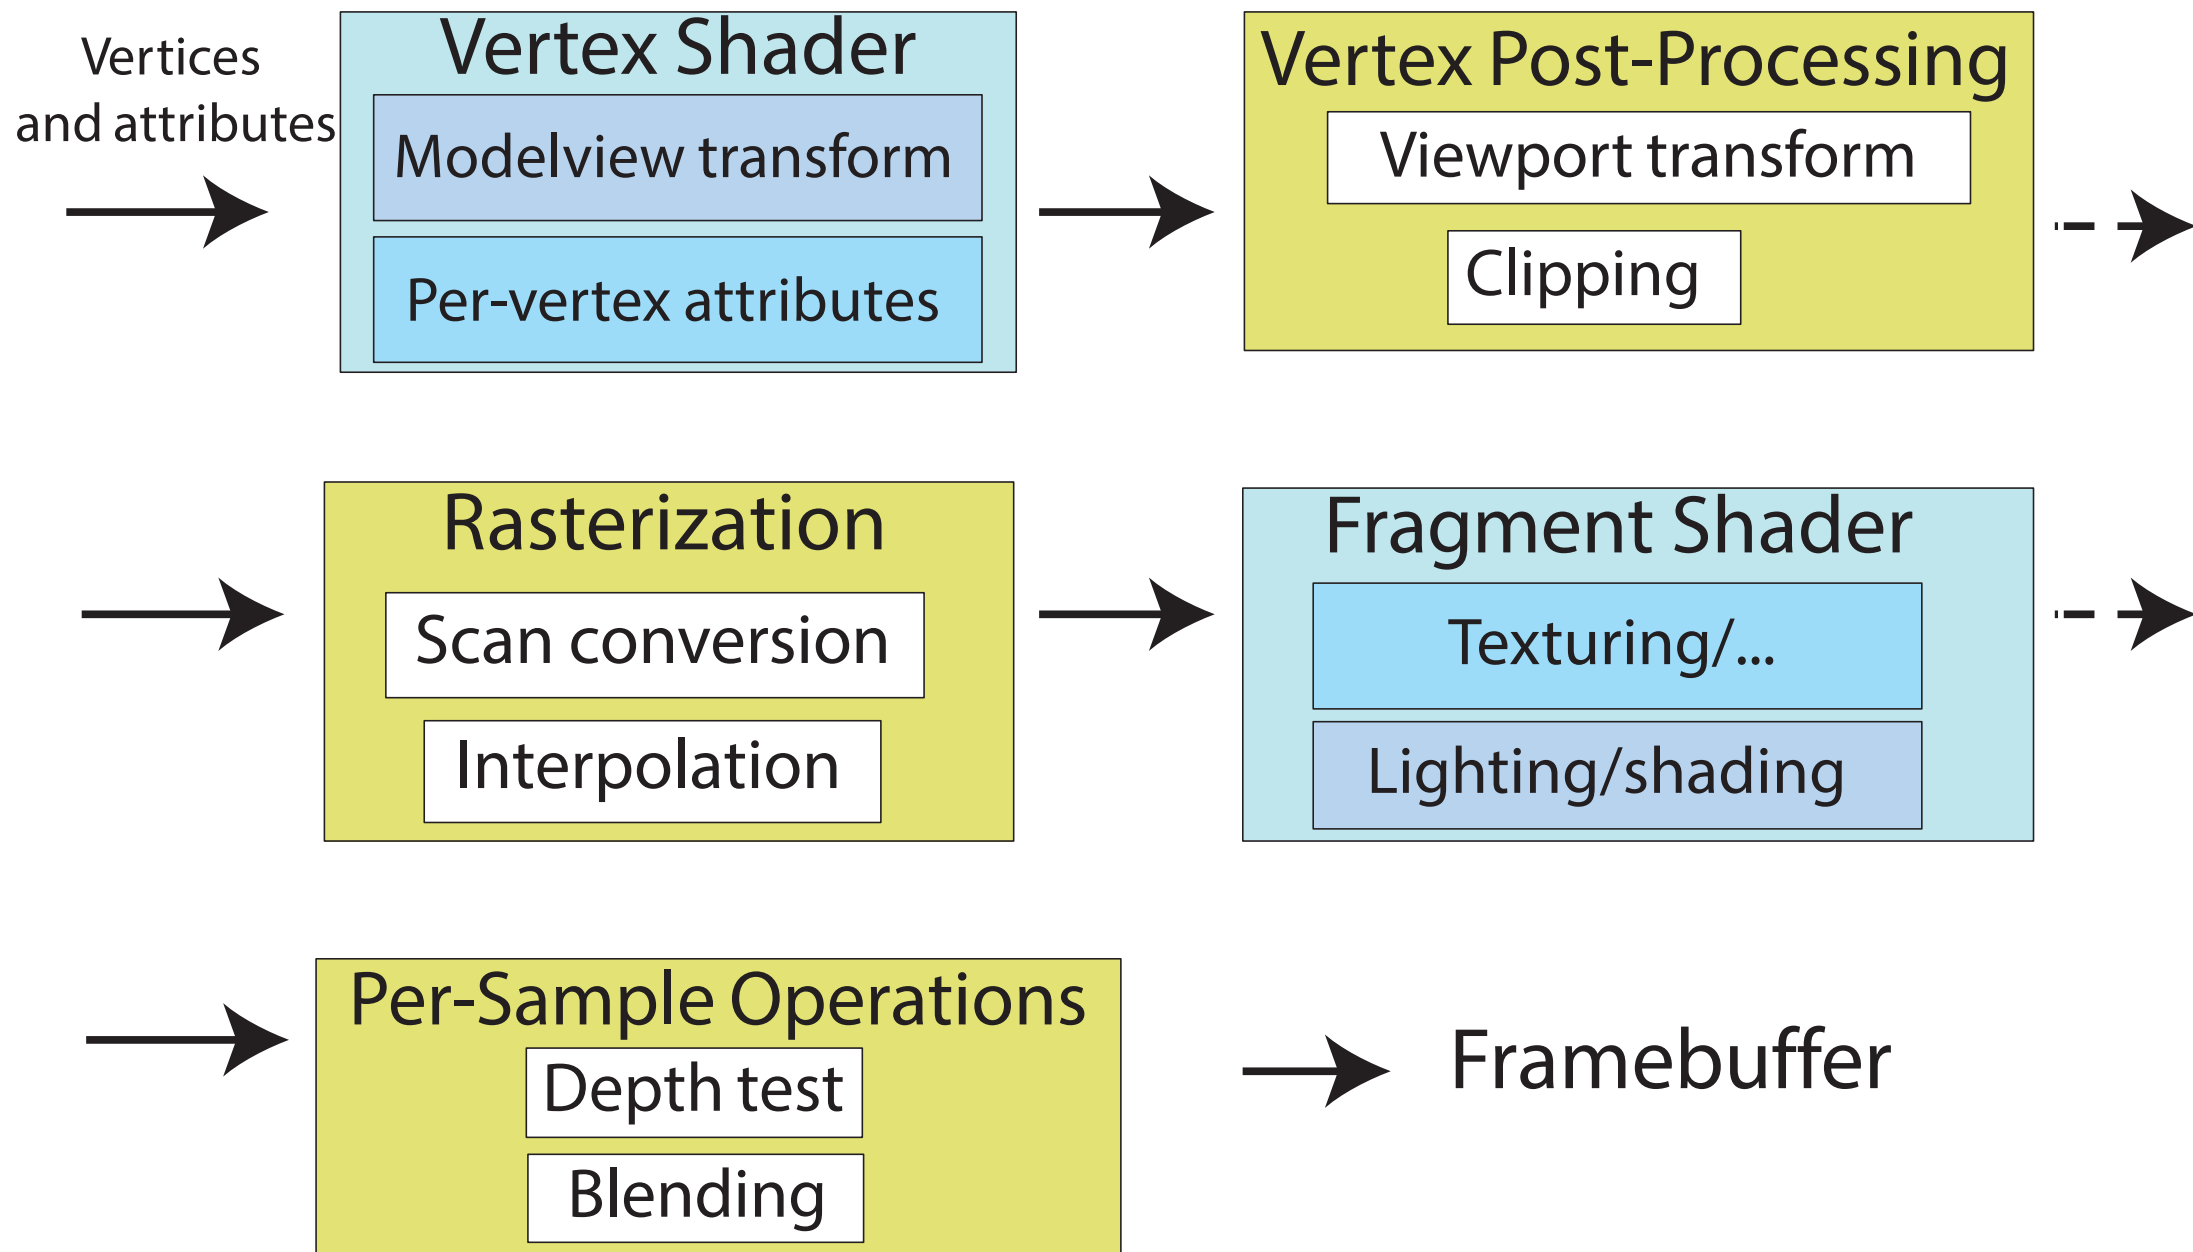 Vertices
and attributes
Vertex Shader
Modelview transform
Per-vertex attributes
Vertex Post-Processing
Viewport transform
Clipping
Rasterization
Scan conversion
Interpolation
Fragment Shader
Texturing/...
Lighting/shading
Per-Sample Operations
Depth test
Blending
Framebuffer